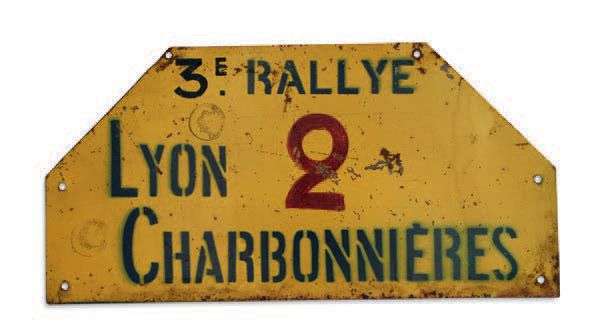 3E. RALLYE
LYON 2
CHARBONNIÈRES